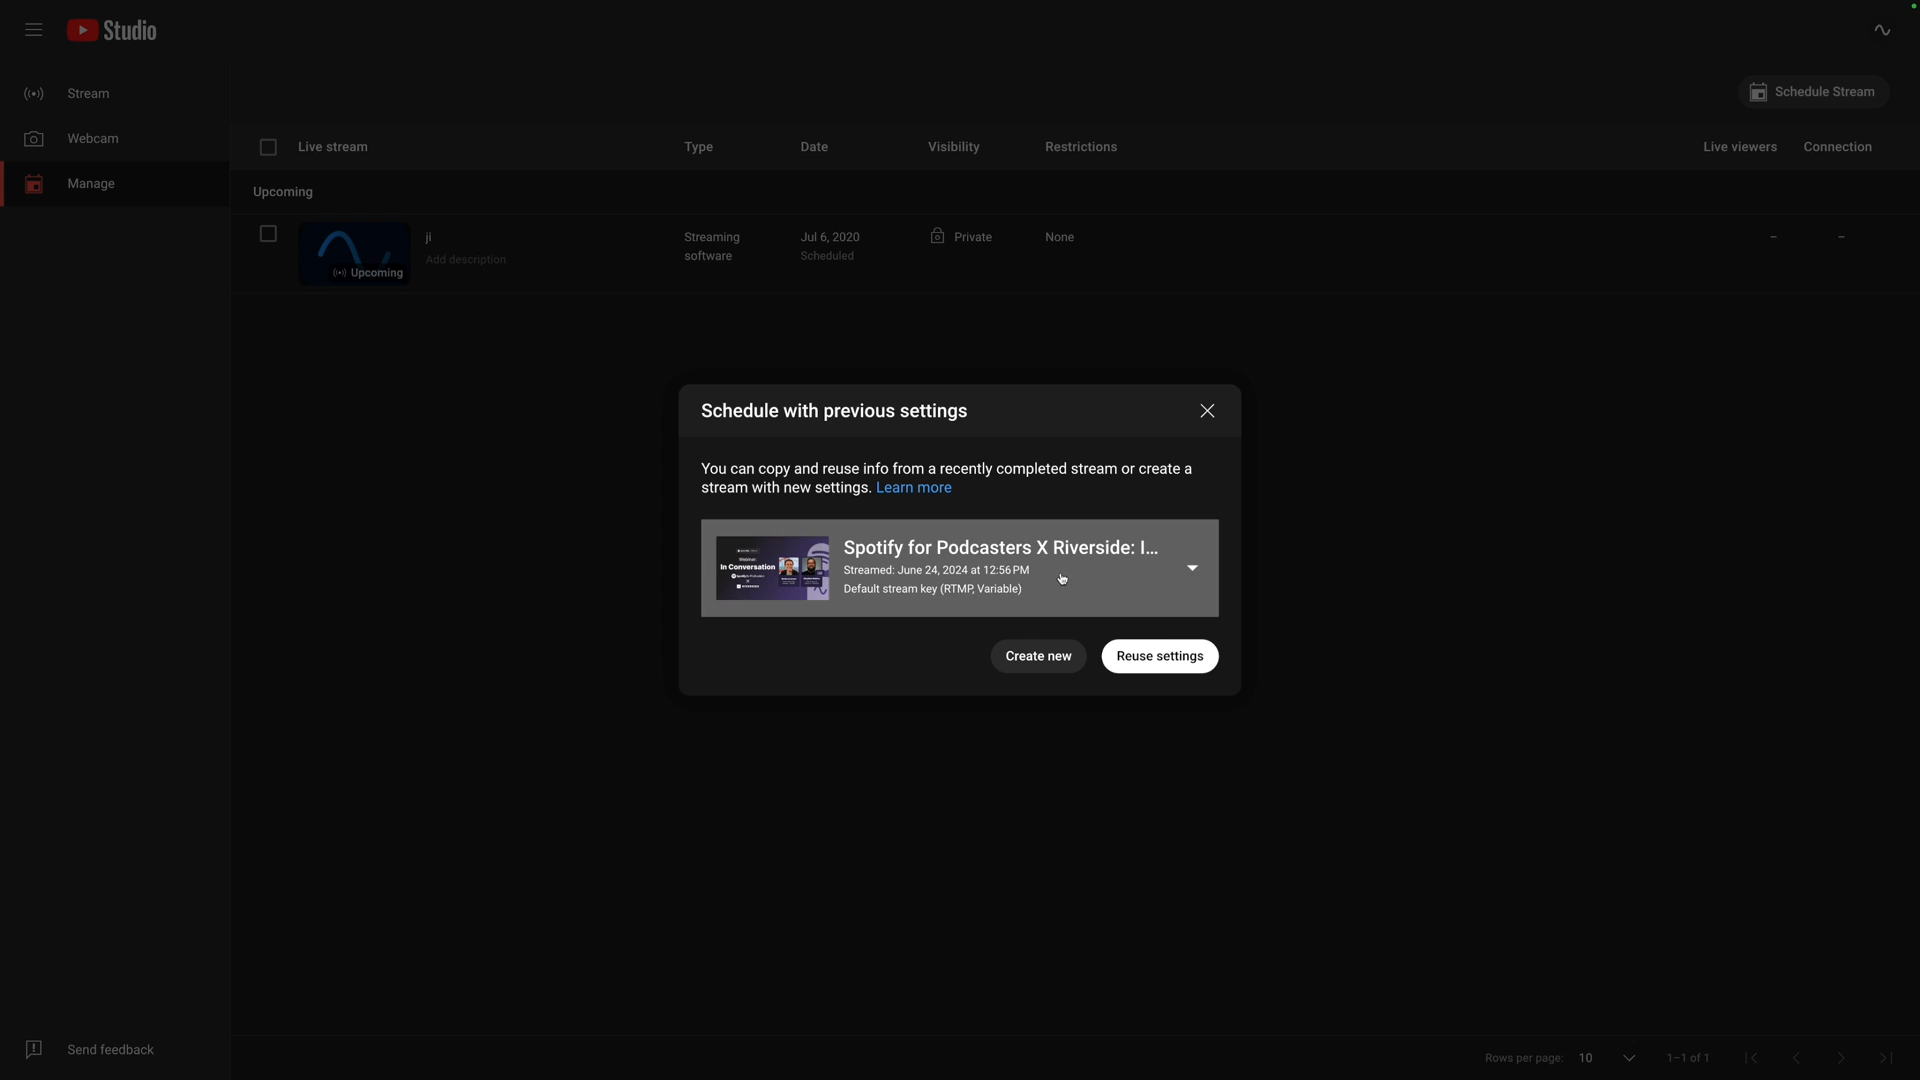 Studio
Stream
Webcam
Manage
Send feedback
Schedule Stream
Live stream Type Date Visibility Restrictions Live viewers Connection
Upcoming
ji
Add description
Upcoming
Streaming
software
Jul 6, 2020
Scheduled
Private
None
–
–
Schedule with previous settings
You can copy and reuse info from a recently completed stream or create a
stream with new settings. Learn more
Webinar
In Conversation
Spotify for Podcasters X Riverside: I...
Streamed: June 24, 2024 at 12:56 PM
Default stream key (RTMP, Variable)
Create new
Reuse settings
Rows per page: 10 1–1 of 1